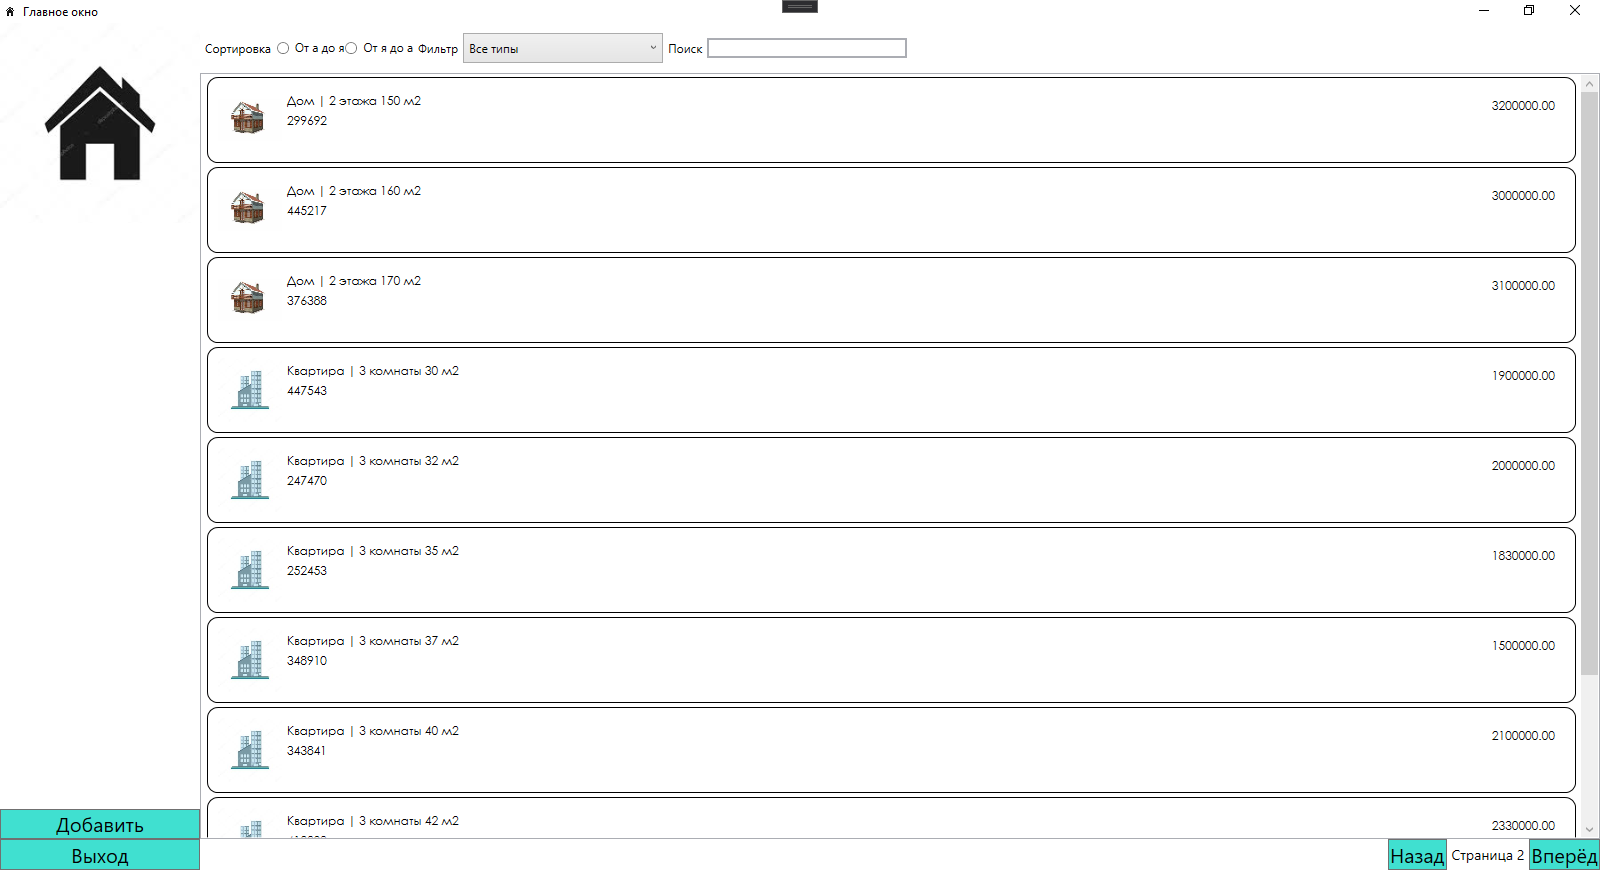 Главное окно
Сортировка От а до я От я до а Фильтр Все типы Поиск
Дом | 2 этажа 150 м2
299692
3200000.00
Дом | 2 этажа 160 м2
445217
3000000.00
Дом | 2 этажа 170 м2
376388
3100000.00
Квартира | 3 комнаты 30 м2
447543
1900000.00
Квартира | 3 комнаты 32 м2
247470
2000000.00
Квартира | 3 комнаты 35 м2
252453
1830000.00
Квартира | 3 комнаты 37 м2
348910
1500000.00
Квартира | 3 комнаты 40 м2
343841
2100000.00
Квартира | 3 комнаты 42 м2
2330000.00
Добавить
Выход
Назад Страница 2 Вперёд